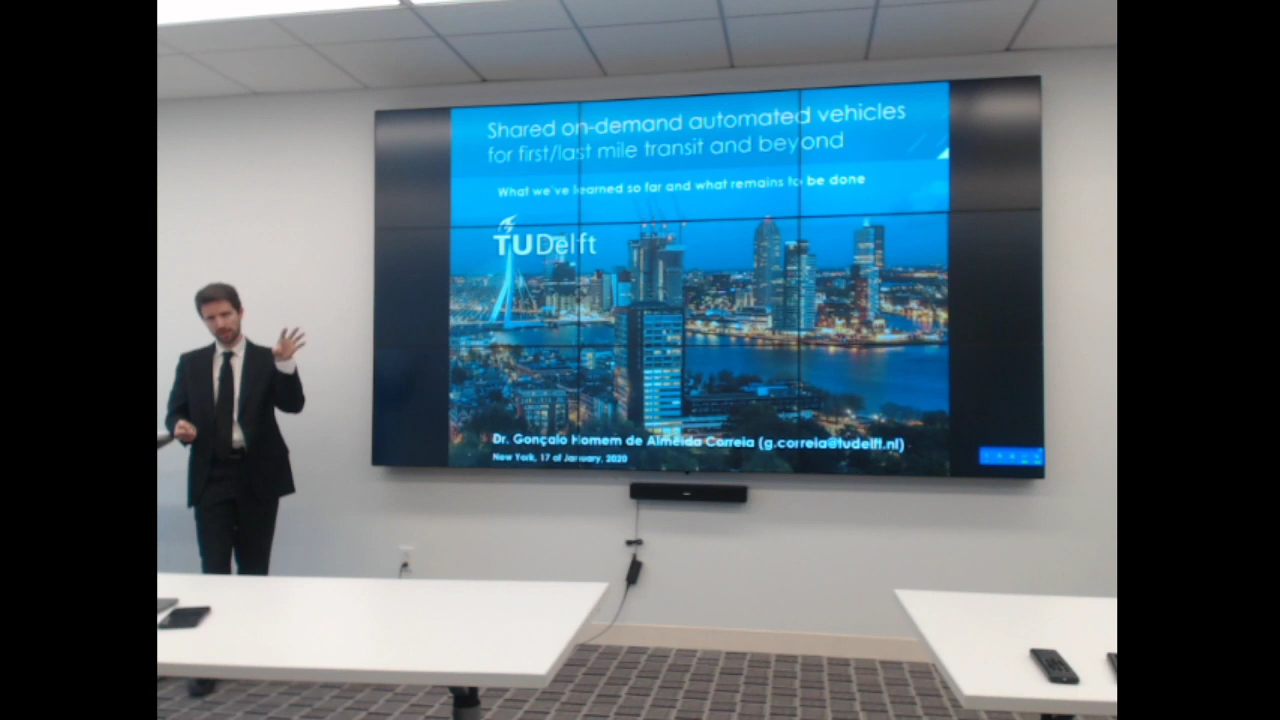 Shared on-demand automated vehicles
for first/last mile transit and beyond
What we've learned so far and what remains to be done
TUDelft
Dr. Gonçalo Homem de Almeida Correia (g.correia@tudelft.nl)
New York, 17 of January, 2020